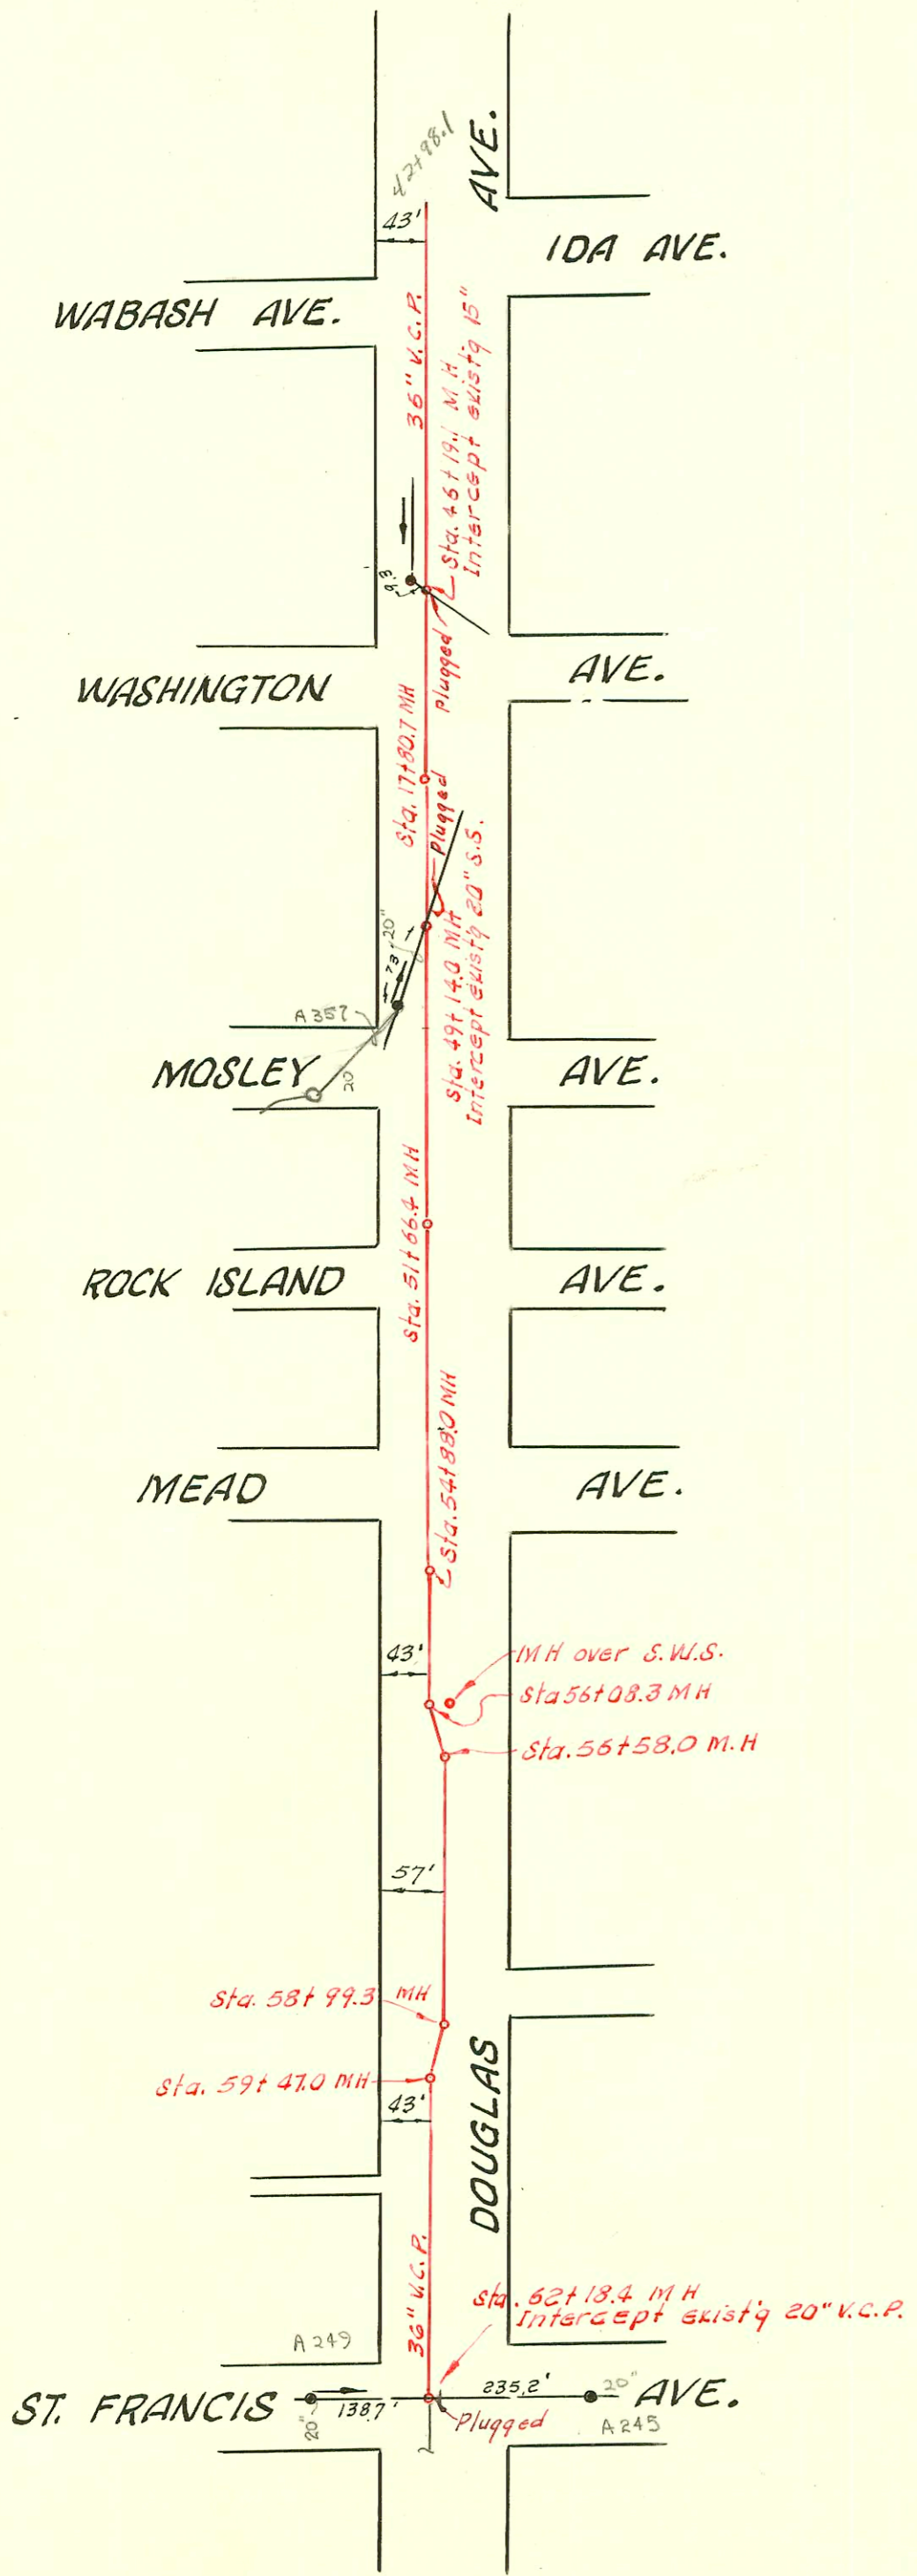 42+98.1
AVE.
43'
IDA AVE.
WABASH AVE.
36" V.C.P.
Sta. 46+19.1 M H
Intercept exist'g 15"
9.3
Plugged
WASHINGTON AVE.
Sta. 17+80.7 MH
Plugged
Sta. 49+14.0 MH
Intercept exist'g 20" S.S.
20"
73
A 357
MOSLEY AVE.
20
Sta. 51+66.4 MH
ROCK ISLAND AVE.
Sta. 54+88.0 MH
MEAD AVE.
43'
MH over S.W.S.
Sta 56+08.3 MH
Sta. 56+58.0 M.H
57'
Sta. 58+99.3 MH
Sta. 59+47.0 MH
43'
DOUGLAS
36" V.C.P.
Sta. 62+18.4 MH
Intercept exist'g 20" V.C.P.
A 249
ST. FRANCIS AVE.
138.7'
235.2'
20"
20"
Plugged
A 245